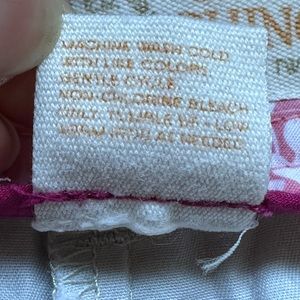 MACHINE WASH COLD
WITH LIKE COLORS
GENTLE CYCLE
NON-CHLORINE BLEACH
ONLY TUMBLE DRY LOW
WARM IRON AS NEEDED